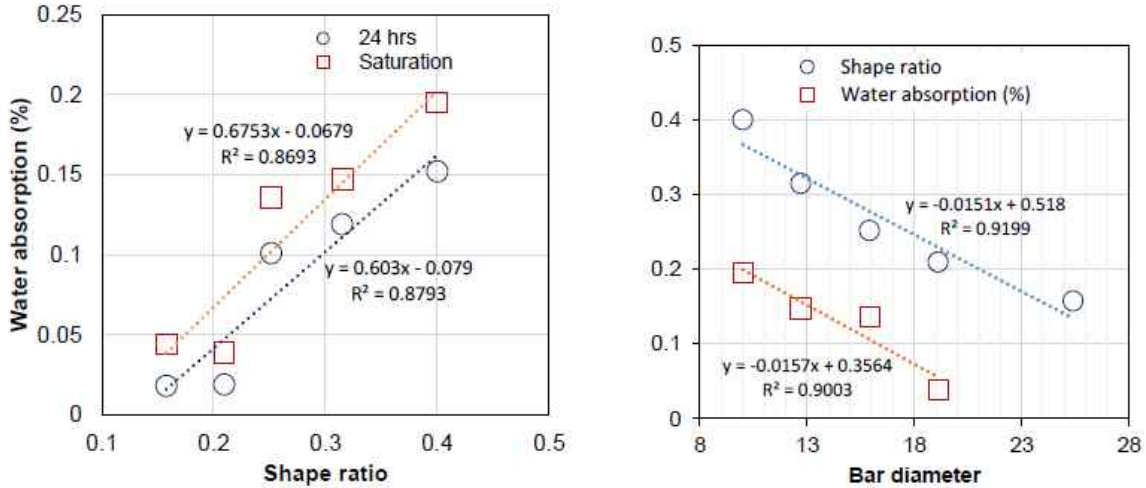 0.25
0.2
0.15
0.1
0.05
0
Water absorption (%)
24 hrs
Saturation
y = 0.6753x - 0.0679
R² = 0.8693
y = 0.603x - 0.079
R² = 0.8793
0.1 0.2 0.3 0.4 0.5
Shape ratio
0.5
0.4
0.3
0.2
0.1
0
Shape ratio
Water absorption (%)
y = -0.0151x + 0.518
R² = 0.9199
y = -0.0157x + 0.3564
R² = 0.9003
8 13 18 23 28
Bar diameter